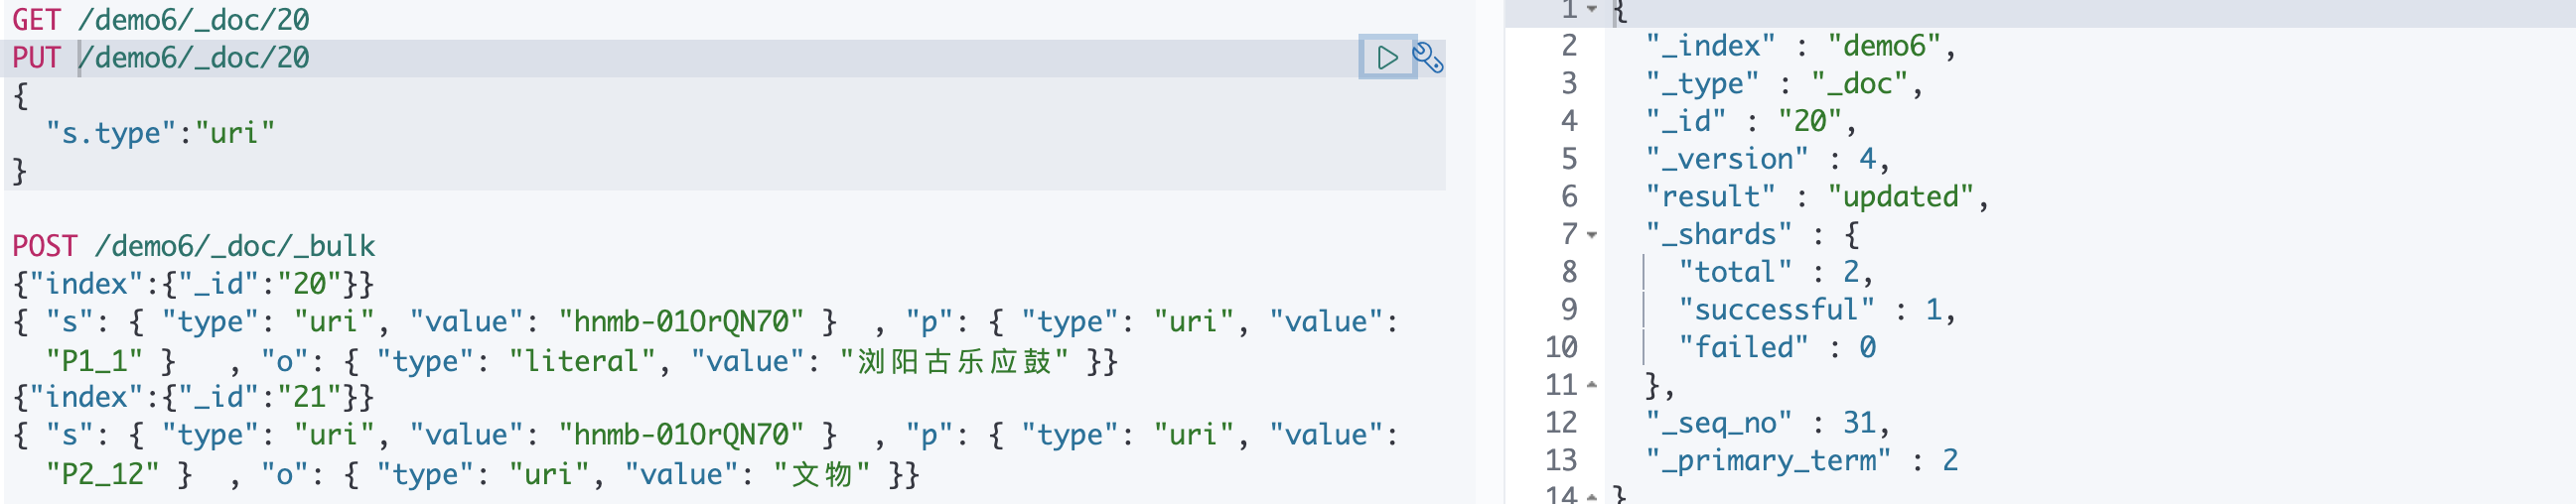 GET /demo6/_doc/20
PUT /demo6/_doc/20
{
  "s.type":"uri"
}
POST /demo6/_doc/_bulk
{"index":{"_id":"20"}}
{ "s": { "type": "uri", "value": "hnmb-01OrQN70" }  , "p": { "type": "uri", "value":
  "P1_1" }   , "o": { "type": "literal", "value": "浏阳古乐应鼓" }}
{"index":{"_id":"21"}}
{ "s": { "type": "uri", "value": "hnmb-01OrQN70" }  , "p": { "type": "uri", "value":
  "P2_12" }  , "o": { "type": "uri", "value": "文物" }}
1 {
2   "_index" : "demo6",
3   "_type" : "_doc",
4   "_id" : "20",
5   "_version" : 4,
6   "result" : "updated",
7   "_shards" : {
8     "total" : 2,
9     "successful" : 1,
10     "failed" : 0
11   },
12   "_seq_no" : 31,
13   "_primary_term" : 2
14 }